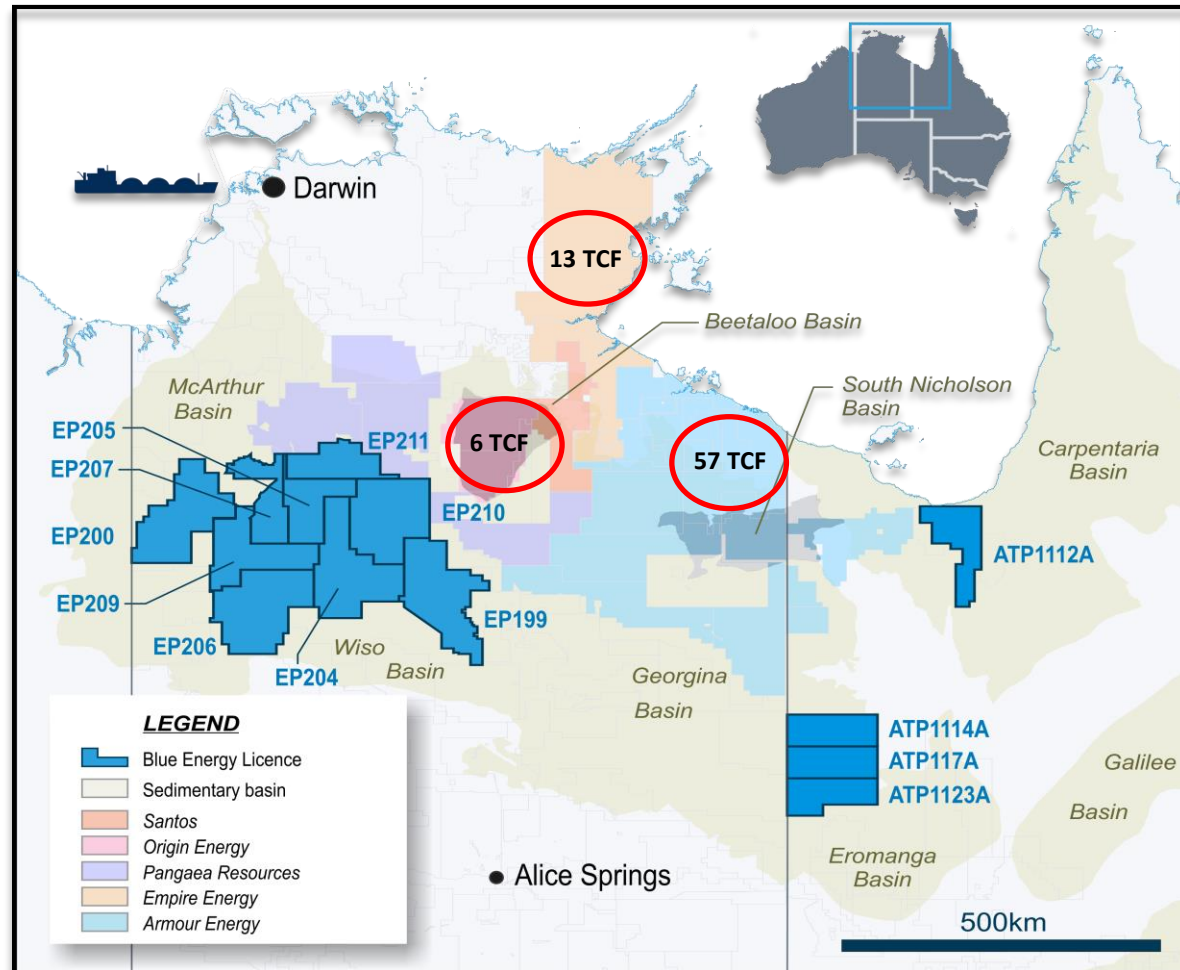 Darwin
13 TCF
Beetaloo Basin
McArthur
Basin
South Nicholson
Basin
EP205
EP211
6 TCF
57 TCF
Carpentaria
Basin
EP207
EP210
EP200
ATP1112A
EP209
EP199
EP206
Wiso
Basin
EP204
Georgina
Basin
LEGEND
Blue Energy Licence
Sedimentary basin
Santos
Origin Energy
Pangaea Resources
Empire Energy
Armour Energy
ATP1114A
ATP117A
ATP1123A
Galilee
Basin
Eromanga
Basin
Alice Springs
500km